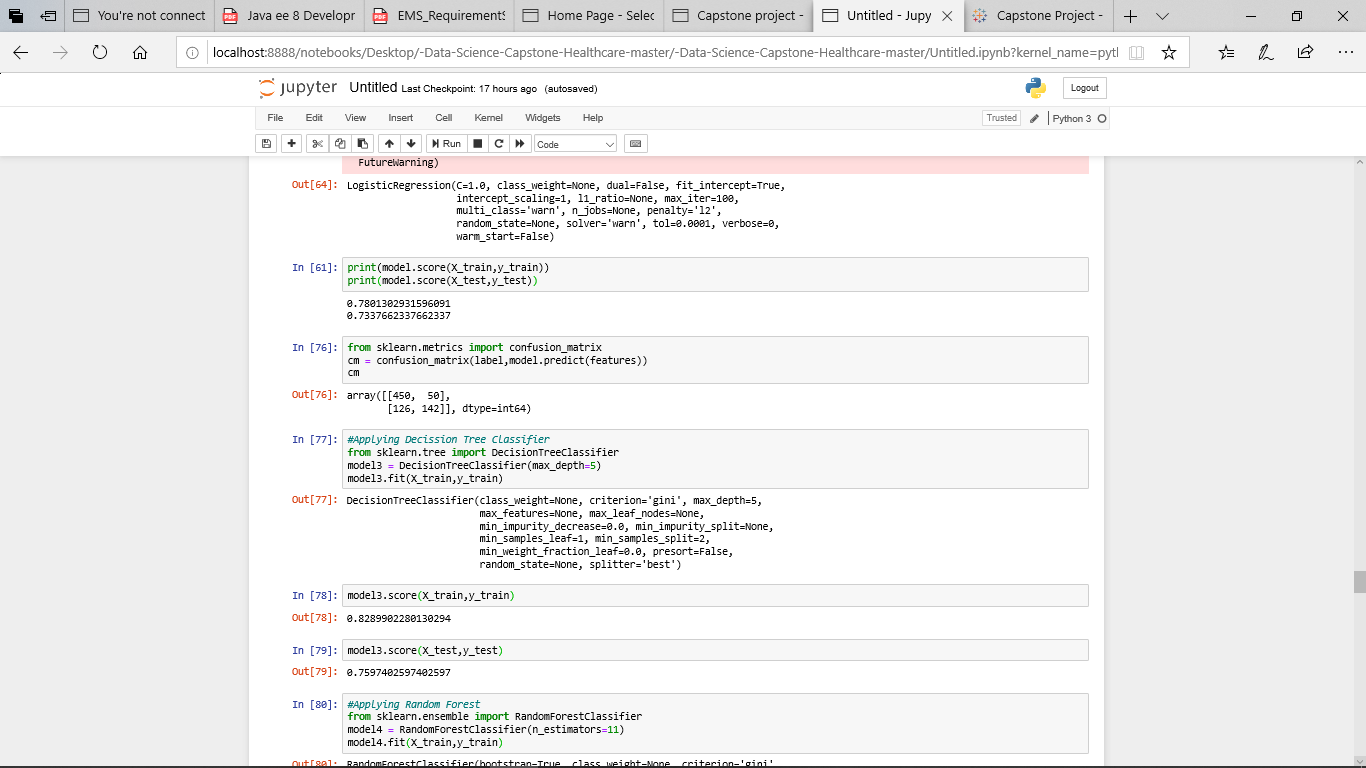 You're not connect
Java ee 8 Developr
EMS_Requirements
Home Page - Selec
Capstone project -
Untitled - Jupy
Capstone Project -
localhost:8888/notebooks/Desktop/-Data-Science-Capstone-Healthcare-master/-Data-Science-Capstone-Healthcare-master/Untitled.ipynb?kernel_name=pytl
jupyter Untitled Last Checkpoint: 17 hours ago (autosaved)
Logout
File Edit View Insert Cell Kernel Widgets Help
Trusted
Python 3
Run
Code
FutureWarning)
Out[64]: LogisticRegression(C=1.0, class_weight=None, dual=False, fit_intercept=True,
intercept_scaling=1, l1_ratio=None, max_iter=100,
multi_class='warn', n_jobs=None, penalty='l2',
random_state=None, solver='warn', tol=0.0001, verbose=0,
warm_start=False)
In [61]: print(model.score(X_train,y_train))
print(model.score(X_test,y_test))
0.7801302931596091
0.7337662337662337
In [76]: from sklearn.metrics import confusion_matrix
cm = confusion_matrix(label,model.predict(features))
cm
Out[76]: array([[450,  50],
[126, 142]], dtype=int64)
In [77]: #Applying Decission Tree Classifier
from sklearn.tree import DecisionTreeClassifier
model3 = DecisionTreeClassifier(max_depth=5)
model3.fit(X_train,y_train)
Out[77]: DecisionTreeClassifier(class_weight=None, criterion='gini', max_depth=5,
max_features=None, max_leaf_nodes=None,
min_impurity_decrease=0.0, min_impurity_split=None,
min_samples_leaf=1, min_samples_split=2,
min_weight_fraction_leaf=0.0, presort=False,
random_state=None, splitter='best')
In [78]: model3.score(X_train,y_train)
Out[78]: 0.8289902280130294
In [79]: model3.score(X_test,y_test)
Out[79]: 0.7597402597402597
In [80]: #Applying Random Forest
from sklearn.ensemble import RandomForestClassifier
model4 = RandomForestClassifier(n_estimators=11)
model4.fit(X_train,y_train)
Out[80]: RandomForestClassifier(bootstrap=True, class_weight=None, criterion='gini',